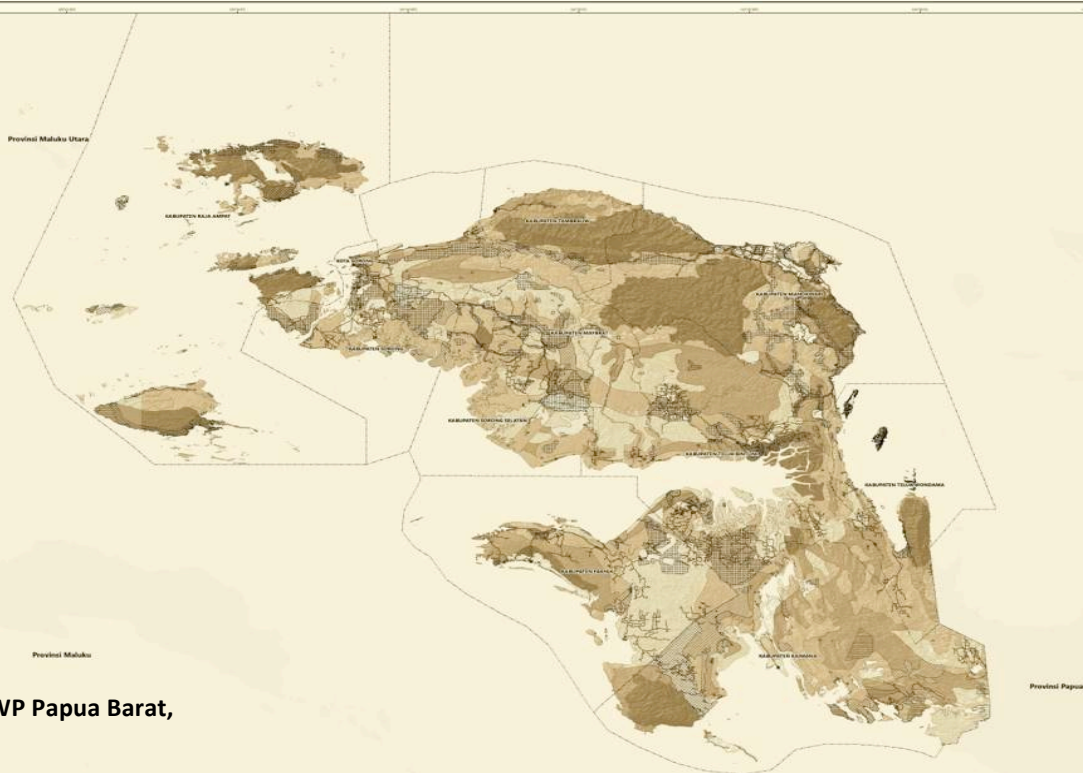 Provinsi Maluku Utara
KABUPATEN RAJA AMPAT
KABUPATEN TAMBRAUW
KOTA SORONG
KABUPATEN MANOKWARI
KABUPATEN MAYBRAT
KABUPATEN SORONG
KABUPATEN SORONG SELATAN
KABUPATEN TELUK BINTUNI
KABUPATEN TELUK WONDAMA
KABUPATEN FAKFAK
KABUPATEN KAIMANA
Provinsi Maluku
Provinsi Papua
WP Papua Barat,